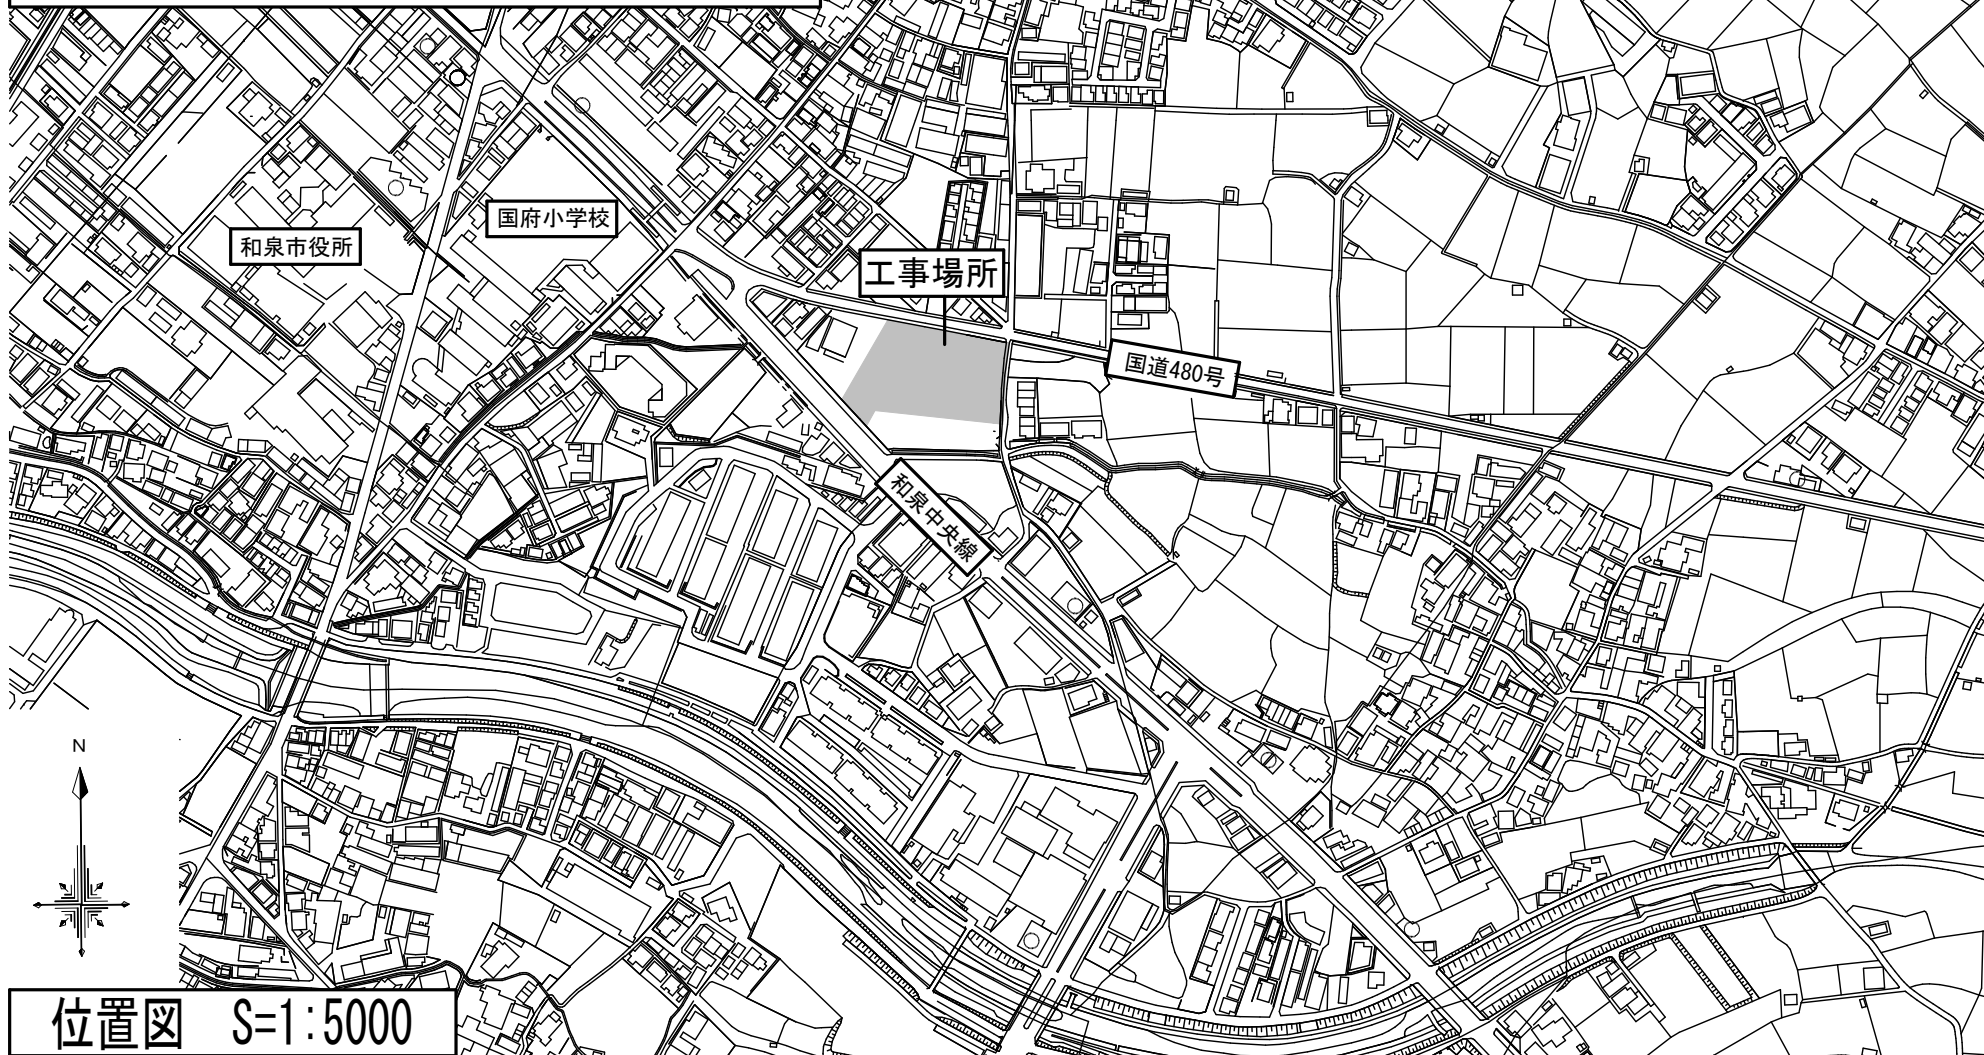 国府小学校
和泉市役所
工事場所
国道480号
和泉中央線
N
位置図 S=1:5000